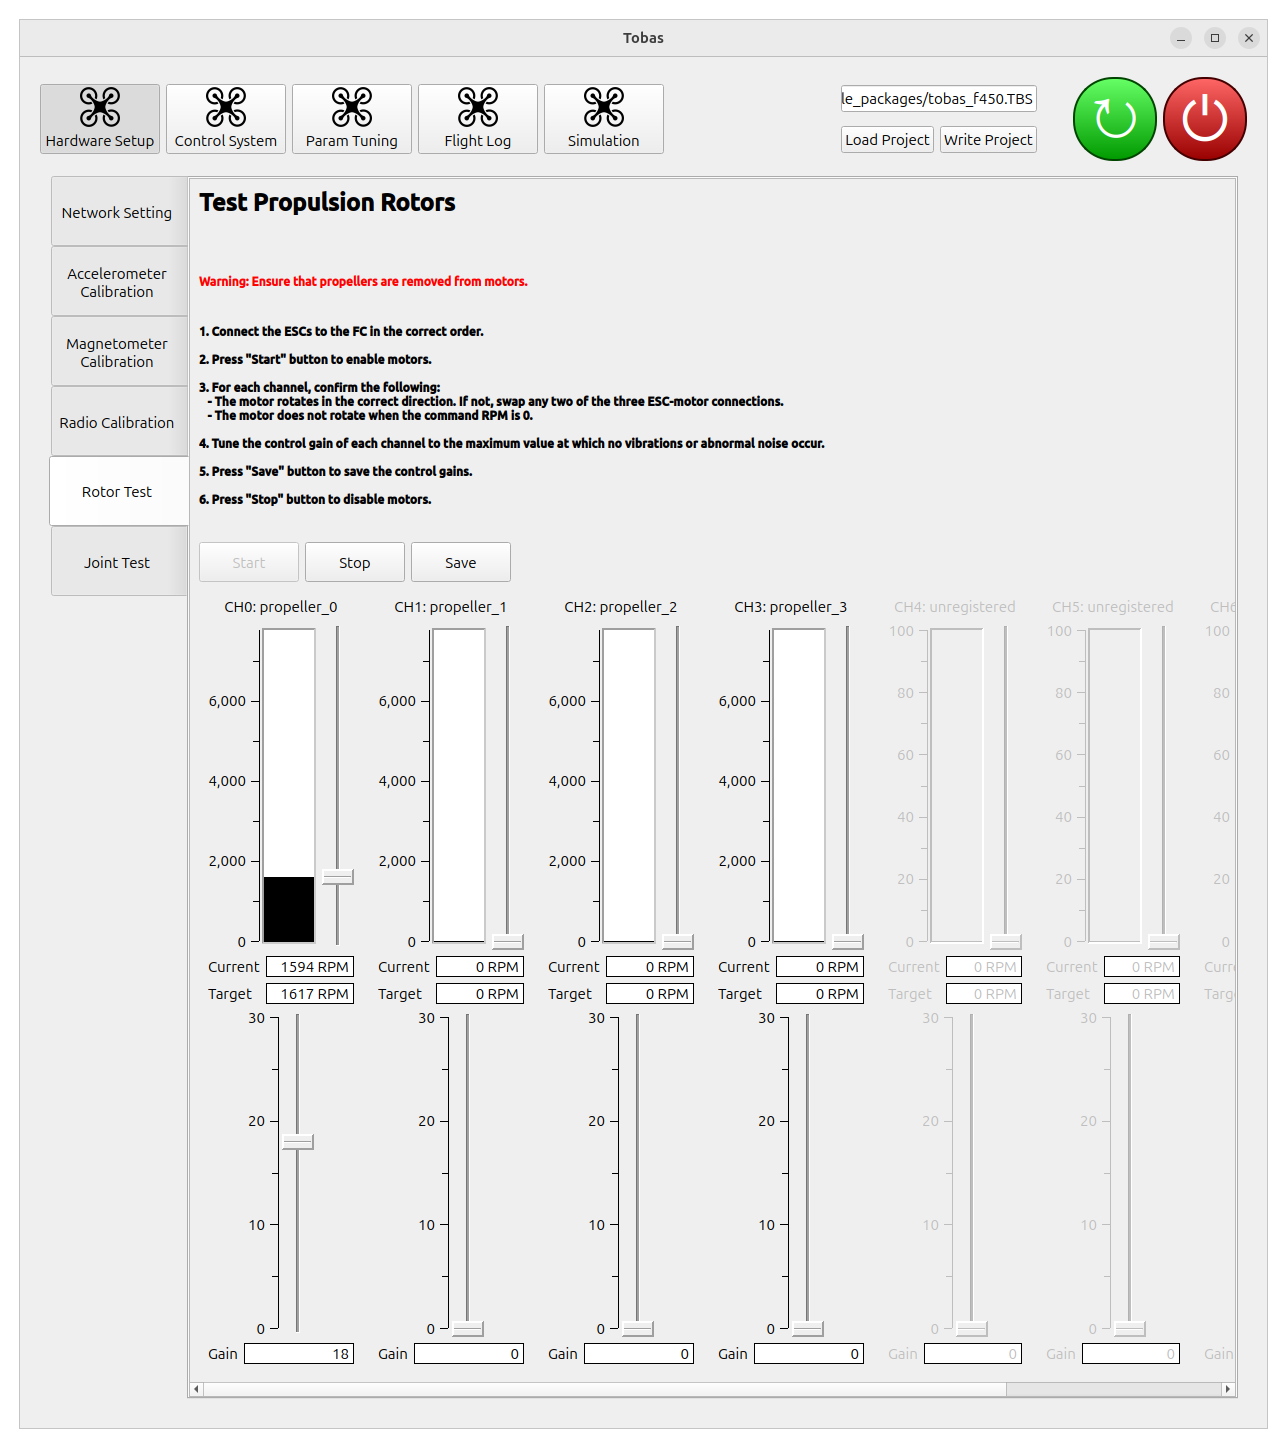 Tobas
Hardware Setup
Control System
Param Tuning
Flight Log
Simulation
le_packages/tobas_f450.TBS
Load Project
Write Project
Network Setting
Accelerometer
Calibration
Magnetometer
Calibration
Radio Calibration
Rotor Test
Joint Test
Test Propulsion Rotors
Warning: Ensure that propellers are removed from motors.
1. Connect the ESCs to the FC in the correct order.
2. Press "Start" button to enable motors.
3. For each channel, confirm the following:
- The motor rotates in the correct direction. If not, swap any two of the three ESC-motor connections.
- The motor does not rotate when the command RPM is 0.
4. Tune the control gain of each channel to the maximum value at which no vibrations or abnormal noise occur.
5. Press "Save" button to save the control gains.
6. Press "Stop" button to disable motors.
Start Stop Save
CH0: propeller_0 CH1: propeller_1 CH2: propeller_2 CH3: propeller_3 CH4: unregistered CH5: unregistered CH6
100 100 100
6,000 6,000 6,000 6,000 80 80 80
60 60 60
4,000 4,000 4,000 4,000
40 40 40
2,000 2,000 2,000 2,000
20 20 20
0 0 0 0 0 0 0
Current 1594 RPM Current 0 RPM Current 0 RPM Current 0 RPM Current 0 RPM Current 0 RPM Curre
Target 1617 RPM Target 0 RPM Target 0 RPM Target 0 RPM Target 0 RPM Target 0 RPM Targ
30 30 30 30 30 30
20 20 20 20 20 20
10 10 10 10 10 10
0 0 0 0 0 0
Gain 18 Gain 0 Gain 0 Gain 0 Gain 0 Gain 0 Gain